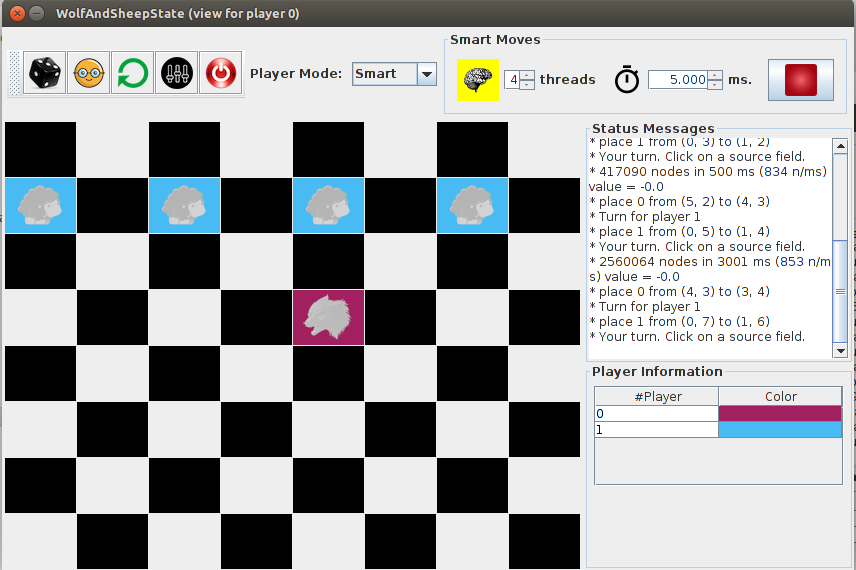 WolfAndSheepState (view for player 0)
Player Mode:
Smart
Smart Moves
4
threads
5.000
ms.
Status Messages
* place 1 from (0, 3) to (1, 2)
* Your turn. Click on a source field.
* 417090 nodes in 500 ms (834 n/ms)
value = -0.0
* place 0 from (5, 2) to (4, 3)
* Turn for player 1
* place 1 from (0, 5) to (1, 4)
* Your turn. Click on a source field.
* 2560064 nodes in 3001 ms (853 n/m
s) value = -0.0
* place 0 from (4, 3) to (3, 4)
* Turn for player 1
* place 1 from (0, 7) to (1, 6)
* Your turn. Click on a source field.
Player Information
#Player Color
0
1